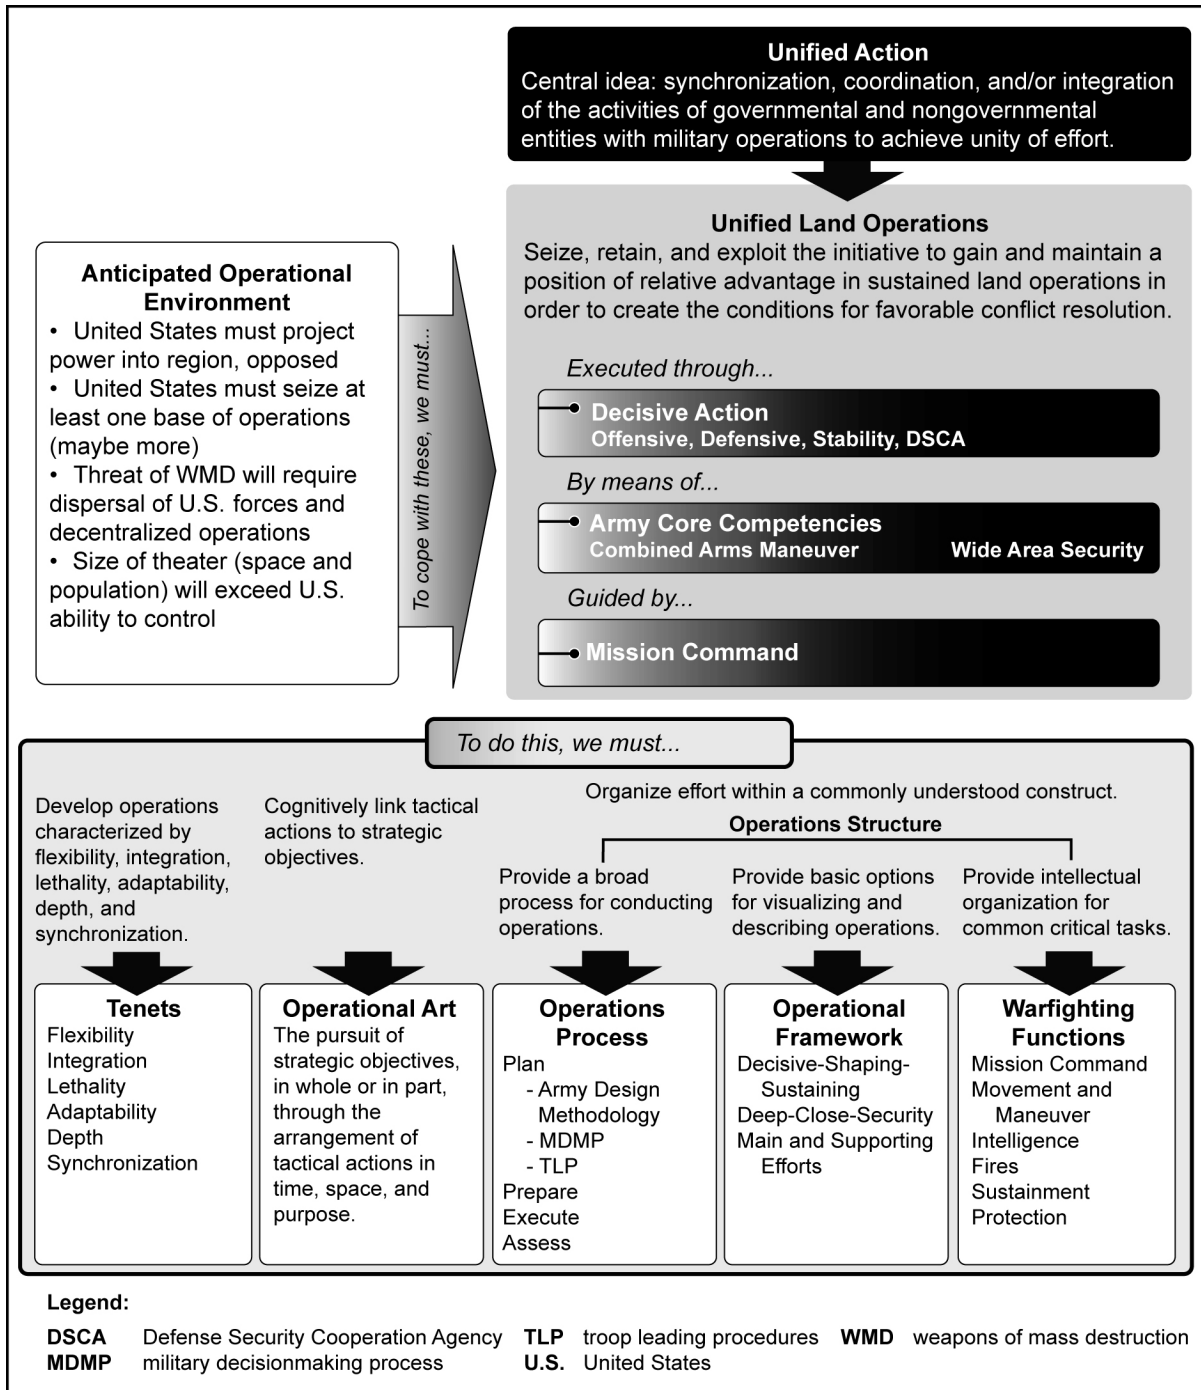 Unified Action
Central idea: synchronization, coordination, and/or integration
of the activities of governmental and nongovernmental
entities with military operations to achieve unity of effort.
Anticipated Operational
Environment
• United States must project
power into region, opposed
• United States must seize at
least one base of operations
(maybe more)
• Threat of WMD will require
dispersal of U.S. forces and
decentralized operations
• Size of theater (space and
population) will exceed U.S.
ability to control
To cope with these, we must...
Unified Land Operations
Seize, retain, and exploit the initiative to gain and maintain a
position of relative advantage in sustained land operations in
order to create the conditions for favorable conflict resolution.
Executed through...
Decisive Action
Offensive, Defensive, Stability, DSCA
By means of...
Army Core Competencies
Combined Arms Maneuver Wide Area Security
Guided by...
Mission Command
To do this, we must...
Develop operations
characterized by
flexibility, integration,
lethality, adaptability,
depth, and
synchronization.
Cognitively link tactical
actions to strategic
objectives.
Organize effort within a commonly understood construct.
Operations Structure
Provide a broad
process for conducting
operations.
Provide basic options
for visualizing and
describing operations.
Provide intellectual
organization for
common critical tasks.
Tenets
Flexibility
Integration
Lethality
Adaptability
Depth
Synchronization
Operational Art
The pursuit of
strategic objectives,
in whole or in part,
through the
arrangement of
tactical actions in
time, space, and
purpose.
Operations
Process
Plan
- Army Design
Methodology
- MDMP
- TLP
Prepare
Execute
Assess
Operational
Framework
Decisive-Shaping-
Sustaining
Deep-Close-Security
Main and Supporting
Efforts
Warfighting
Functions
Mission Command
Movement and
Maneuver
Intelligence
Fires
Sustainment
Protection
Legend:
DSCA Defense Security Cooperation Agency TLP troop leading procedures WMD weapons of mass destruction
MDMP military decisionmaking process U.S. United States